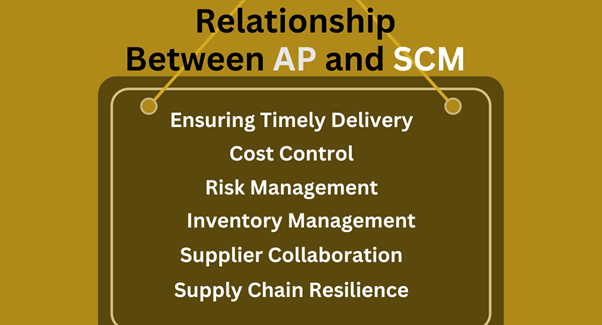 Relationship
Between AP and SCM
Ensuring Timely Delivery
Cost Control
Risk Management
Inventory Management
Supplier Collaboration
Supply Chain Resilience